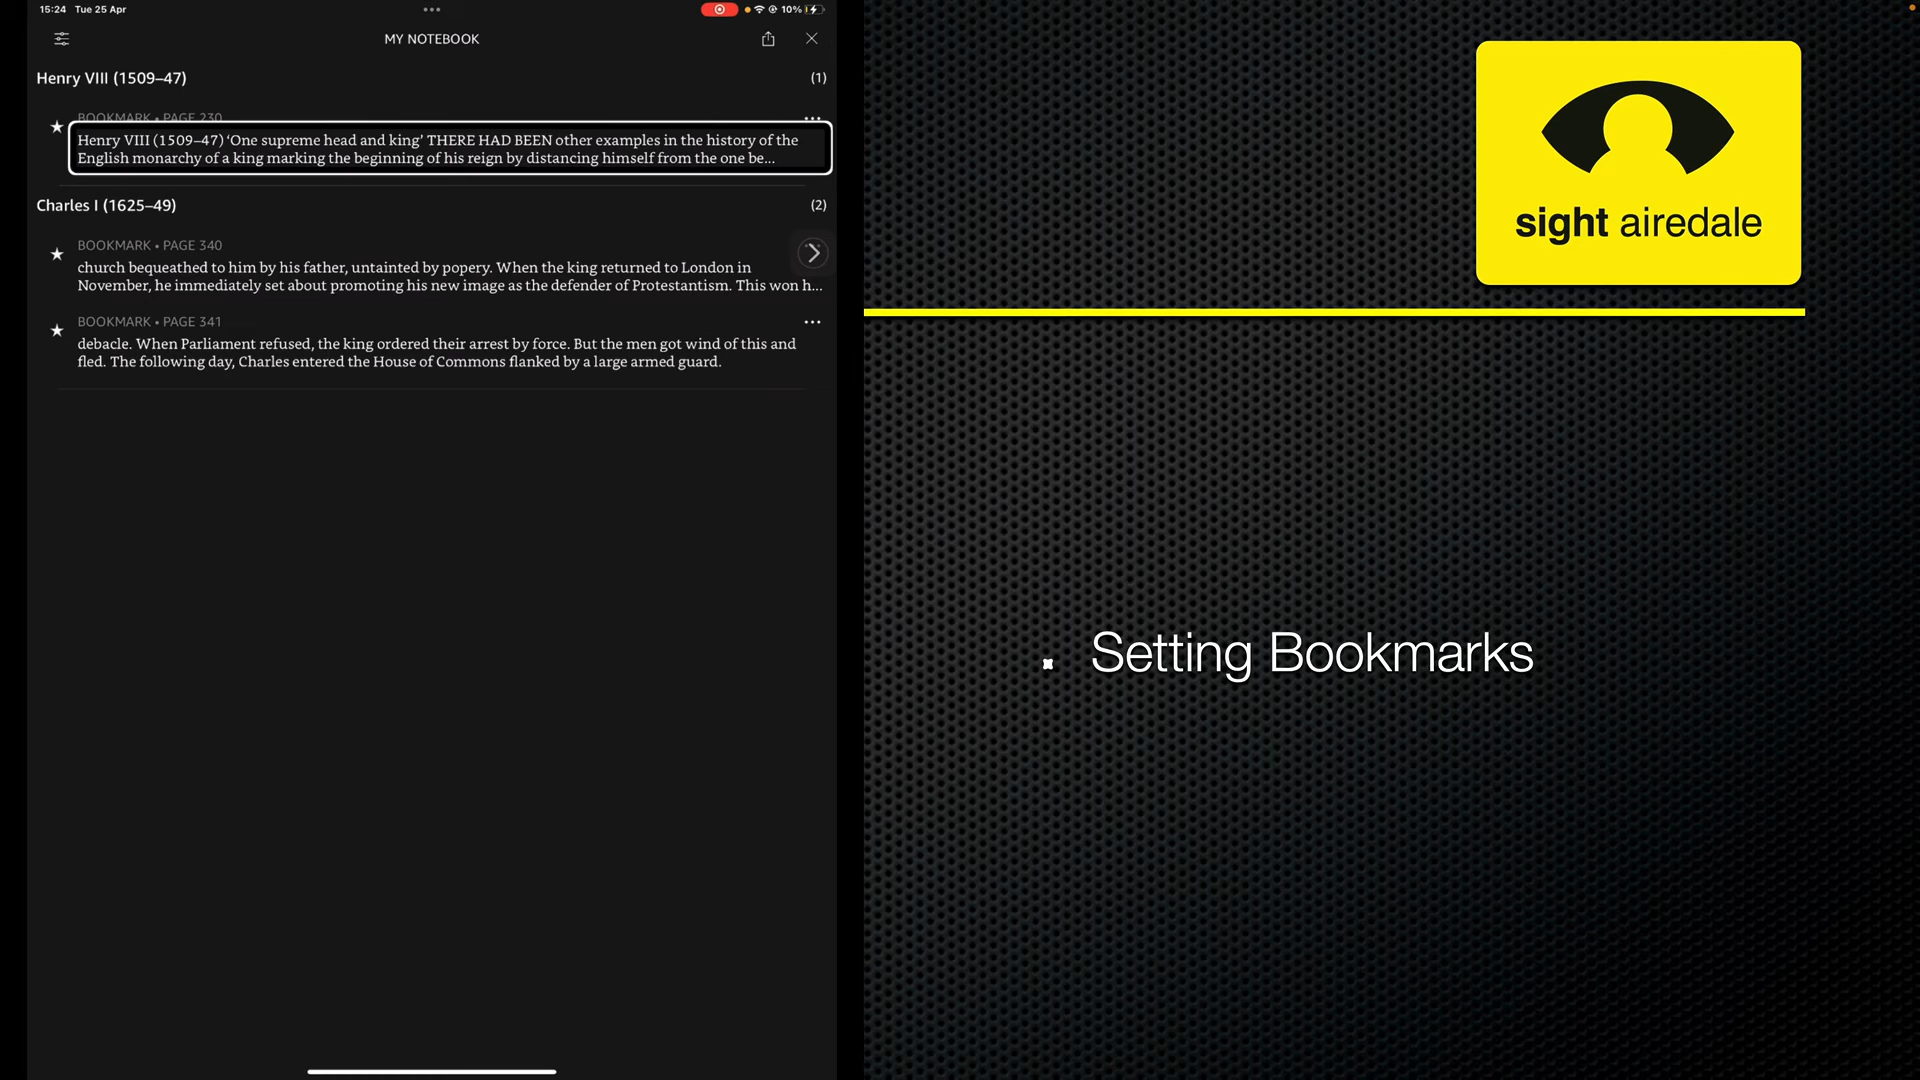 15:24 Tue 25 Apr
10%
MY NOTEBOOK
Henry VIII (1509–47) (1)
BOOKMARK • PAGE 230
Henry VIII (1509–47) ‘One supreme head and king’ THERE HAD BEEN other examples in the history of the
English monarchy of a king marking the beginning of his reign by distancing himself from the one be...
Charles I (1625–49) (2)
BOOKMARK • PAGE 340
church bequeathed to him by his father, untainted by popery. When the king returned to London in
November, he immediately set about promoting his new image as the defender of Protestantism. This won h...
BOOKMARK • PAGE 341
debacle. When Parliament refused, the king ordered their arrest by force. But the men got wind of this and
fled. The following day, Charles entered the House of Commons flanked by a large armed guard.
sight airedale
Setting Bookmarks